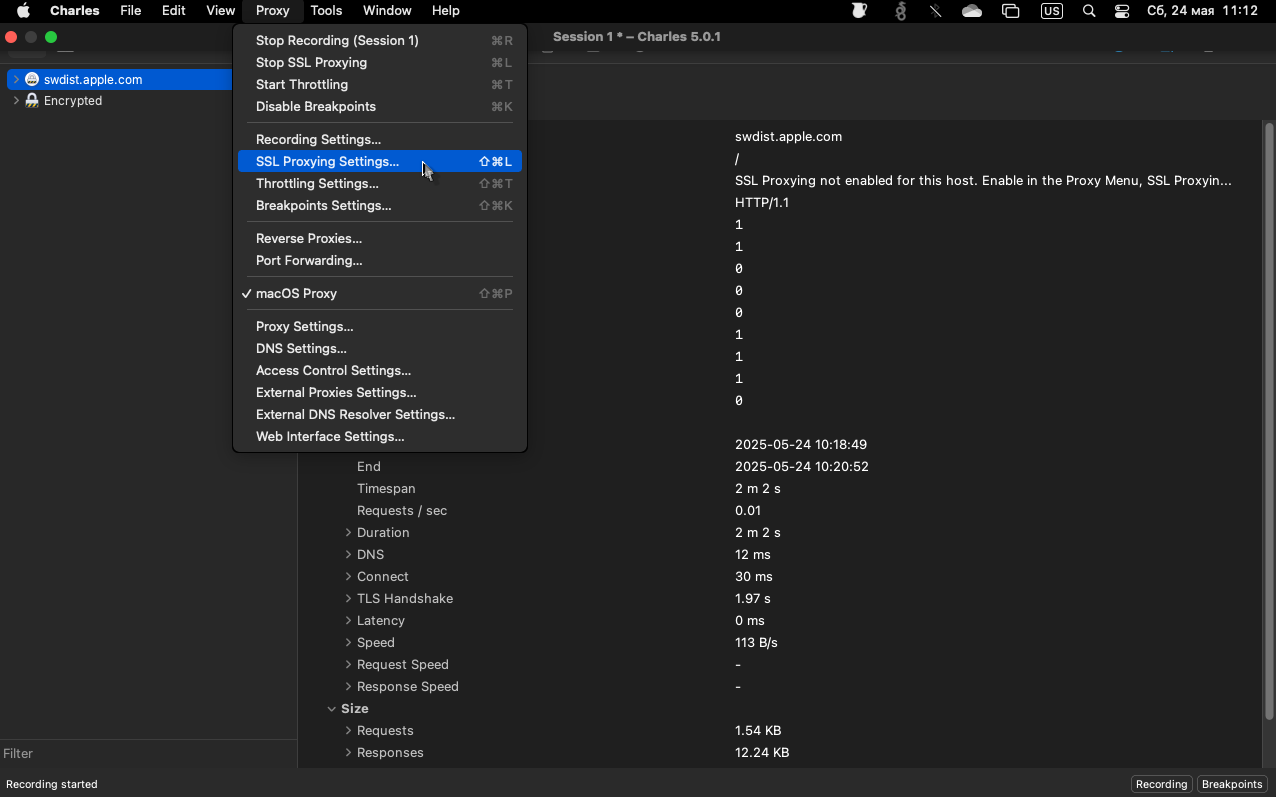 Charles File Edit View Proxy Tools Window Help US Сб, 24 мая 11:12
Session 1 * – Charles 5.0.1
Stop Recording (Session 1) ⌘R
Stop SSL Proxying ⌘L
Start Throttling ⌘T
Disable Breakpoints ⌘K
Recording Settings...
SSL Proxying Settings... ⇧⌘L
Throttling Settings... ⇧⌘T
Breakpoints Settings... ⇧⌘K
Reverse Proxies...
Port Forwarding...
✓ macOS Proxy ⇧⌘P
Proxy Settings...
DNS Settings...
Access Control Settings...
External Proxies Settings...
External DNS Resolver Settings...
Web Interface Settings...
swdist.apple.com
Encrypted
swdist.apple.com
/
SSL Proxying not enabled for this host. Enable in the Proxy Menu, SSL Proxyin...
HTTP/1.1
1
1
0
0
0
1
1
1
0
2025-05-24 10:18:49
End 2025-05-24 10:20:52
Timespan 2 m 2 s
Requests / sec 0.01
Duration 2 m 2 s
DNS 12 ms
Connect 30 ms
TLS Handshake 1.97 s
Latency 0 ms
Speed 113 B/s
Request Speed -
Response Speed -
Size
Requests 1.54 KB
Responses 12.24 KB
Filter
Recording started
Recording Breakpoints